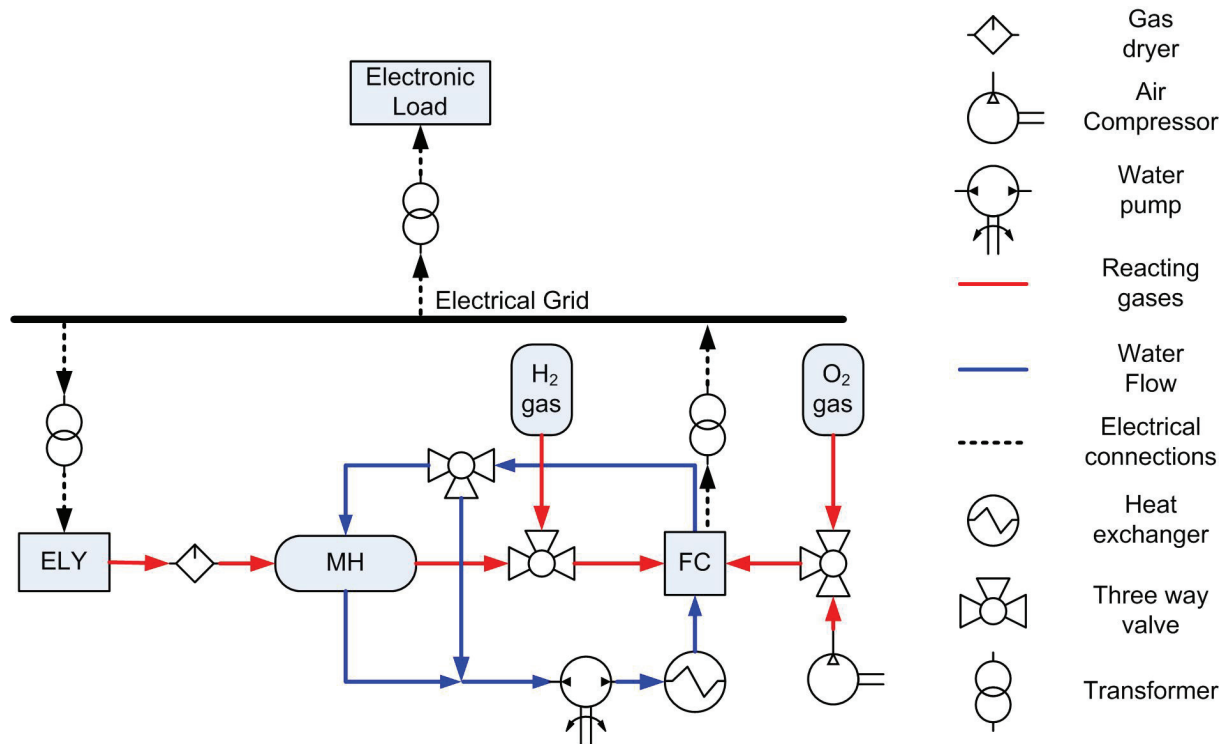 Electronic
Load
Electrical Grid
H₂
gas
O₂
gas
ELY
MH
FC
Gas
dryer
Air
Compressor
Water
pump
Reacting
gases
Water
Flow
Electrical
connections
Heat
exchanger
Three way
valve
Transformer